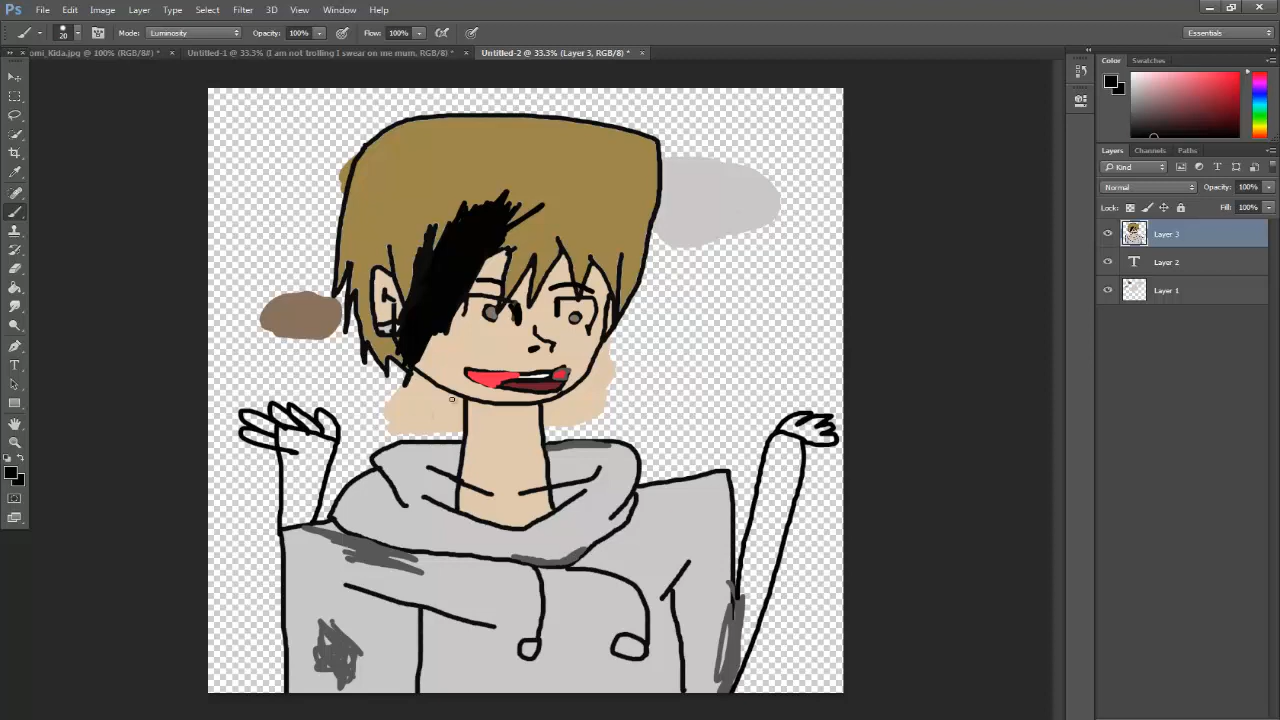 Ps File Edit Image Layer Type Select Filter 3D View Window Help
20 Mode: Luminosity Opacity: 100% Flow: 100% Essentials
omi_Kida.jpg @ 100% (RGB/8#) * × Untitled-1 @ 33.3% (I am not trolling I swear on me mum, RGB/8) * × Untitled-2 @ 33.3% (Layer 3, RGB/8) * ×
Color Swatches
Layers Channels Paths
Kind
Normal Opacity: 100%
Lock: Fill: 100%
Layer 3
Layer 2
Layer 1